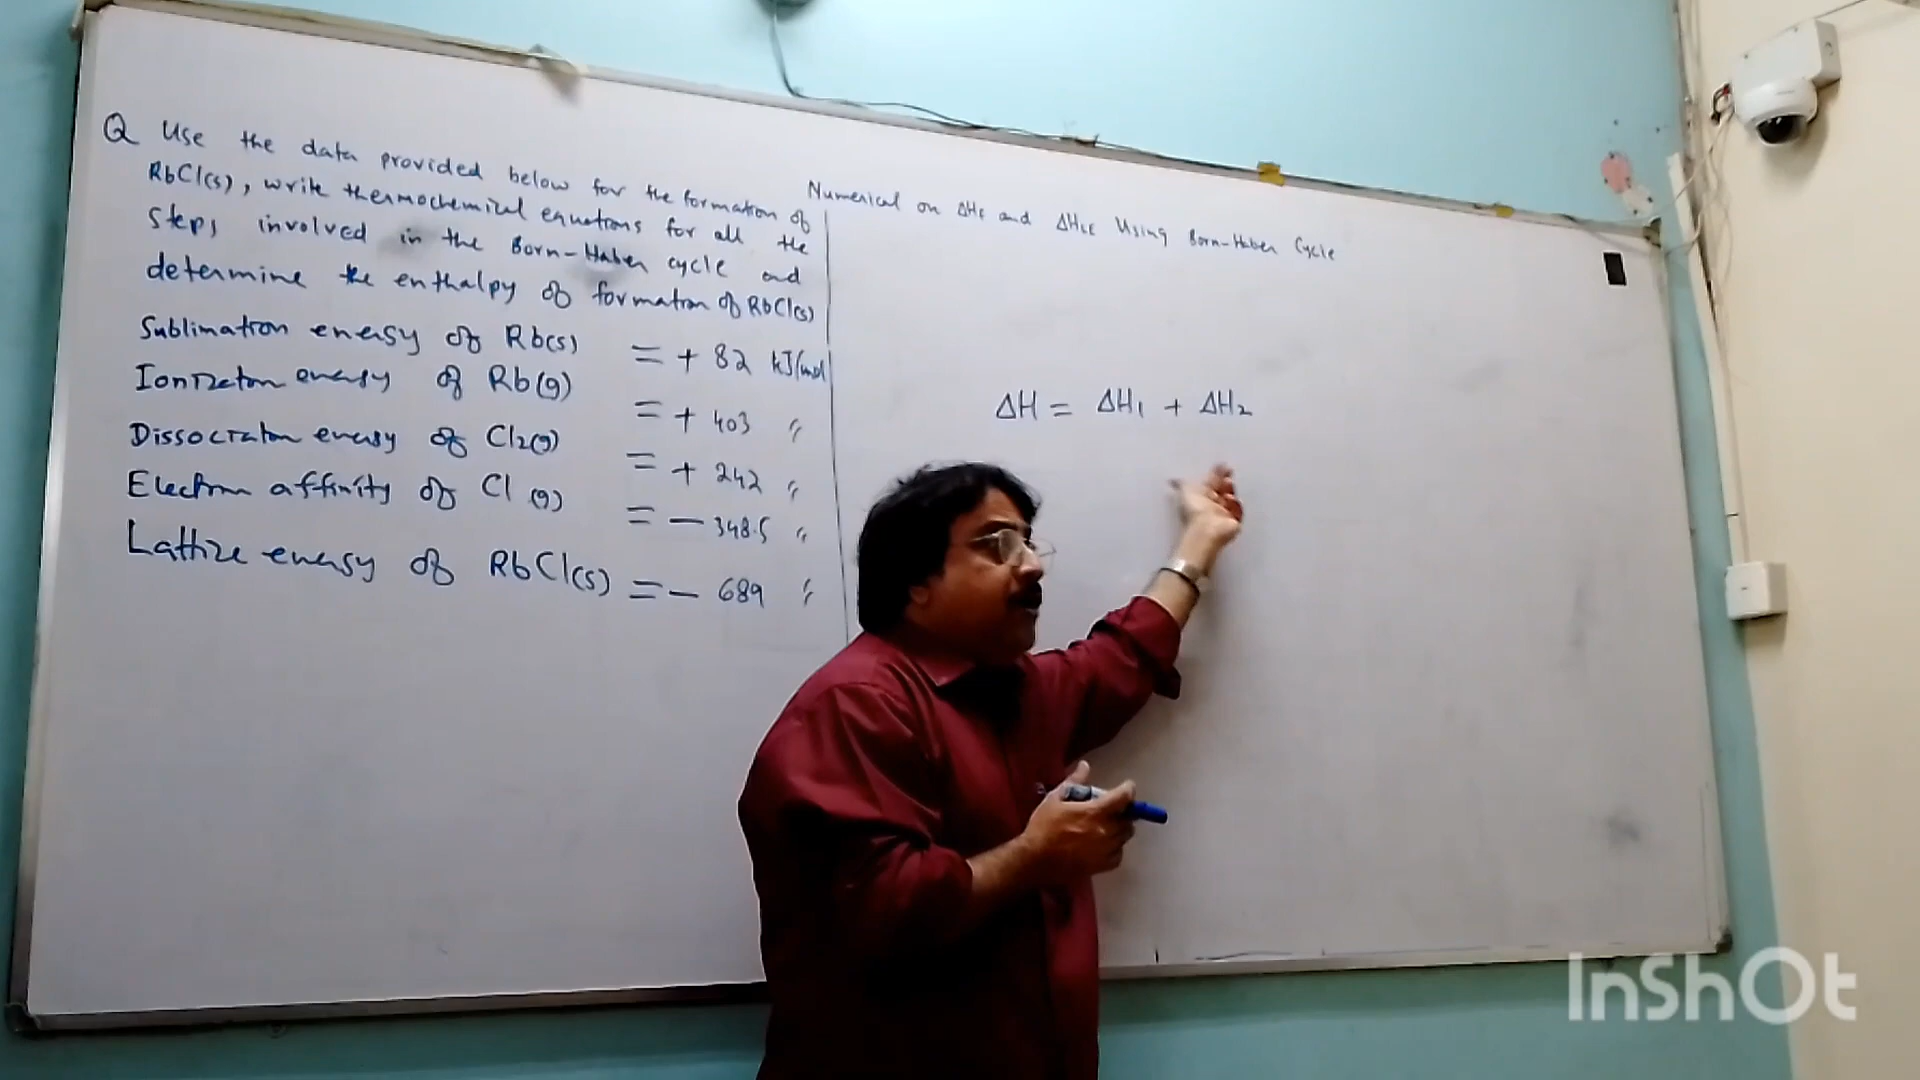 Q Use the data provided below for the formation of
RbCl(s), write thermochemical equations for all the
steps involved in the Born-Haber cycle and
determine the enthalpy of formation of RbCl(s)
Sublimation energy of Rb(s) = + 82 kJ/mol
Ionization energy of Rb(g) = + 403 "
Dissociation energy of Cl2(g) = + 242 "
Electron affinity of Cl (g) = - 348.5 "
Lattice energy of RbCl(s) = - 689 "
Numerical on ΔHf and ΔHLE Using Born-Haber Cycle
ΔH = ΔH1 + ΔH2
InShOt